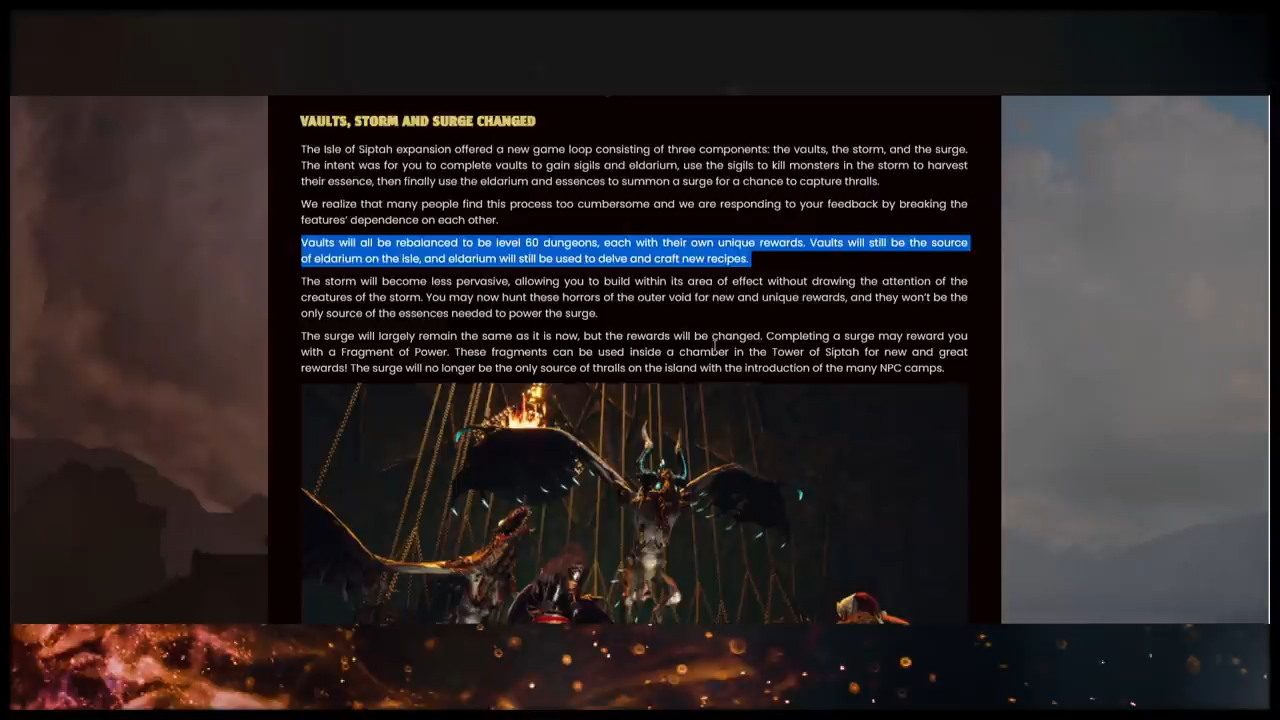 VAULTS, STORM AND SURGE CHANGED
The Isle of Siptah expansion offered a new game loop consisting of three components: the vaults, the storm, and the surge.
The intent was for you to complete vaults to gain sigils and eldarium, use the sigils to kill monsters in the storm to harvest
their essence, then finally use the eldarium and essences to summon a surge for a chance to capture thralls.
We realize that many people find this process too cumbersome and we are responding to your feedback by breaking the
features' dependence on each other.
Vaults will all be rebalanced to be level 60 dungeons, each with their own unique rewards. Vaults will still be the source
of eldarium on the isle, and eldarium will still be used to delve and craft new recipes.
The storm will become less pervasive, allowing you to build within its area of effect without drawing the attention of the
creatures of the storm. You may now hunt these horrors of the outer void for new and unique rewards, and they won't be the
only source of the essences needed to power the surge.
The surge will largely remain the same as it is now, but the rewards will be changed. Completing a surge may reward you
with a Fragment of Power. These fragments can be used inside a chamber in the Tower of Siptah for new and great
rewards! The surge will no longer be the only source of thralls on the island with the introduction of the many NPC camps.